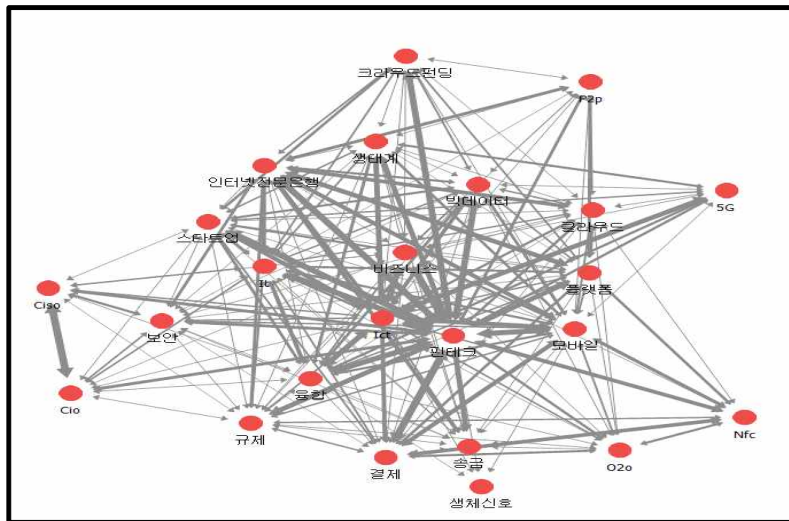 크라우드펀딩
P2p
생태계
인터넷전문은행
빅데이터
5G
클라우드
스타트업
비즈니스
It
플랫폼
Ciso
Ict
보안
핀테크
모바일
융합
Cio
규제
Nfc
송금
결제
O2o
생체신호